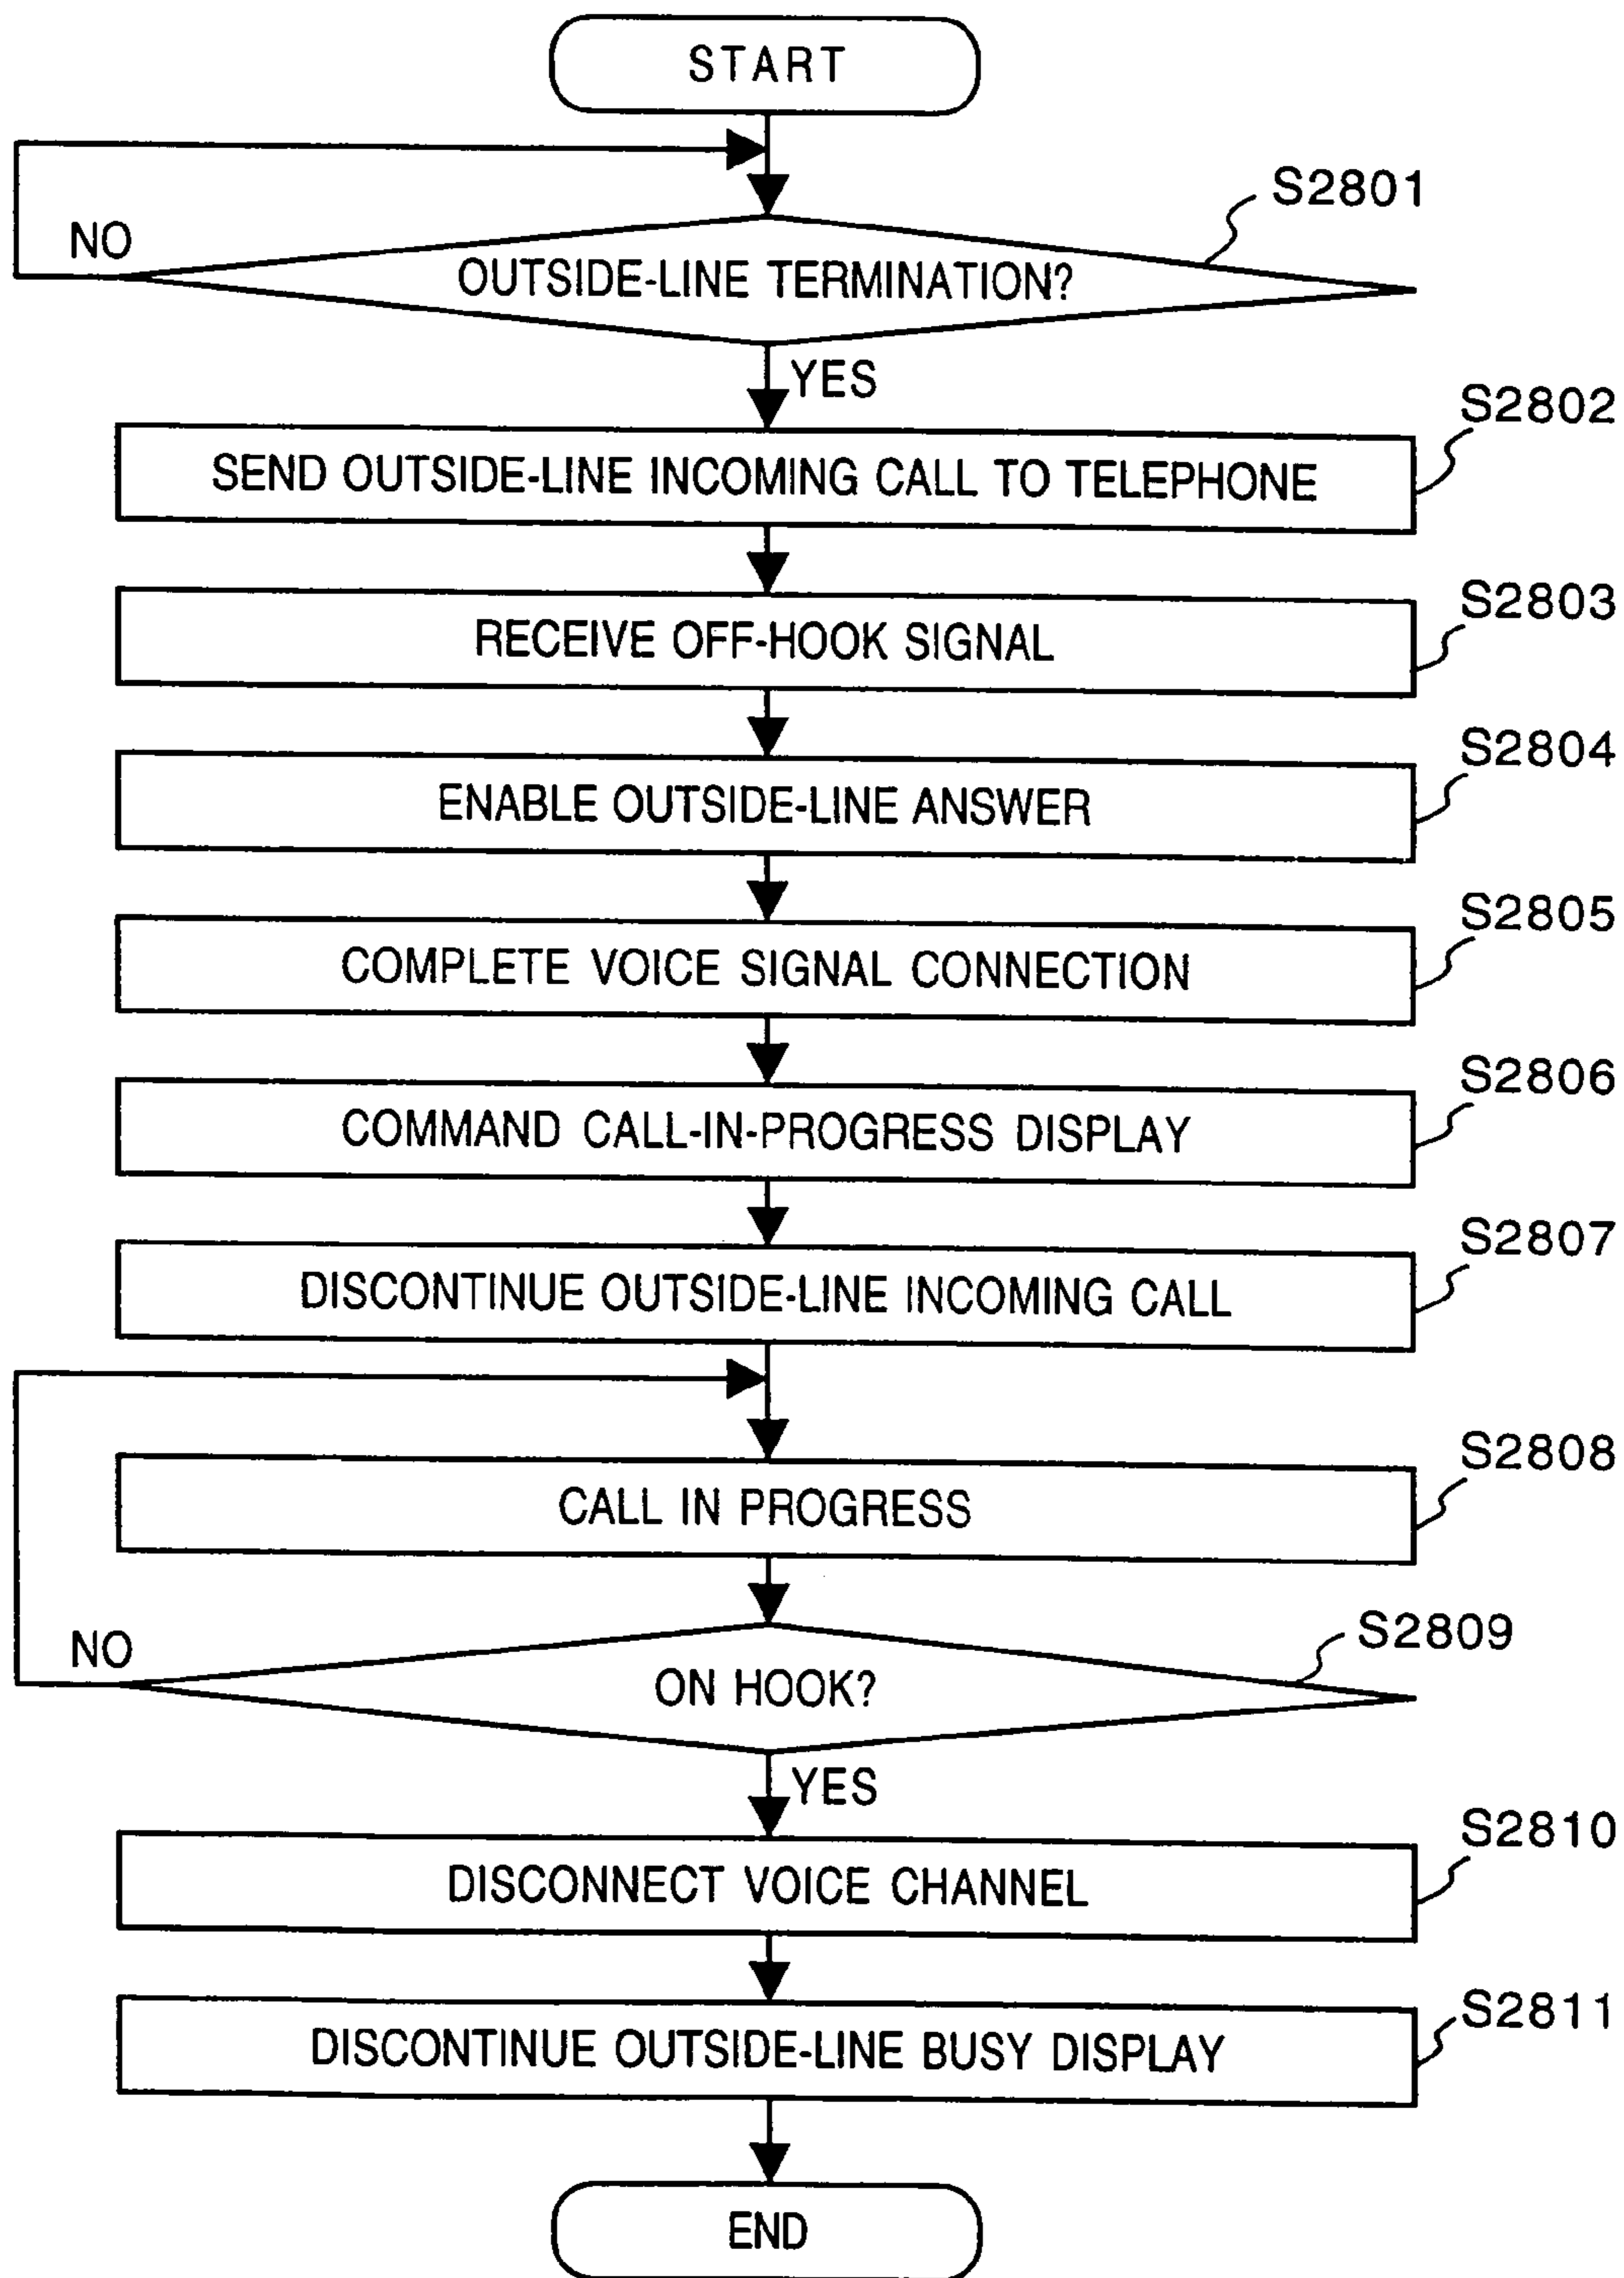 START
S2801
NO
OUTSIDE-LINE TERMINATION?
YES
S2802
SEND OUTSIDE-LINE INCOMING CALL TO TELEPHONE
S2803
RECEIVE OFF-HOOK SIGNAL
S2804
ENABLE OUTSIDE-LINE ANSWER
S2805
COMPLETE VOICE SIGNAL CONNECTION
S2806
COMMAND CALL-IN-PROGRESS DISPLAY
S2807
DISCONTINUE OUTSIDE-LINE INCOMING CALL
S2808
CALL IN PROGRESS
S2809
NO
ON HOOK?
YES
S2810
DISCONNECT VOICE CHANNEL
S2811
DISCONTINUE OUTSIDE-LINE BUSY DISPLAY
END